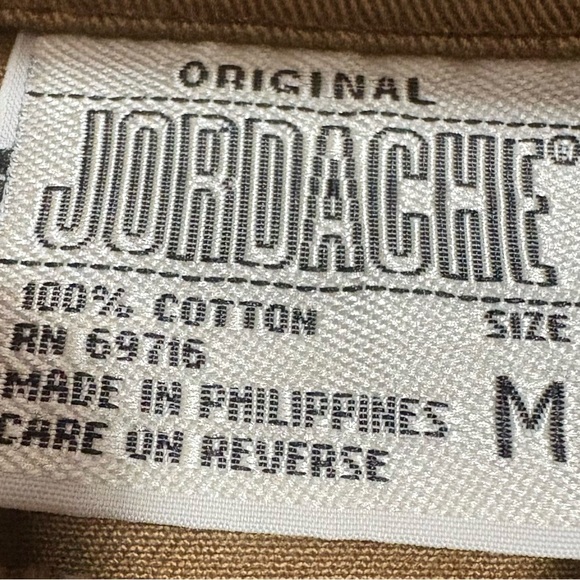 ORIGINAL
JORDACHE®
100% COTTON SIZE
RN 69716
MADE IN PHILIPPINES M
CARE ON REVERSE